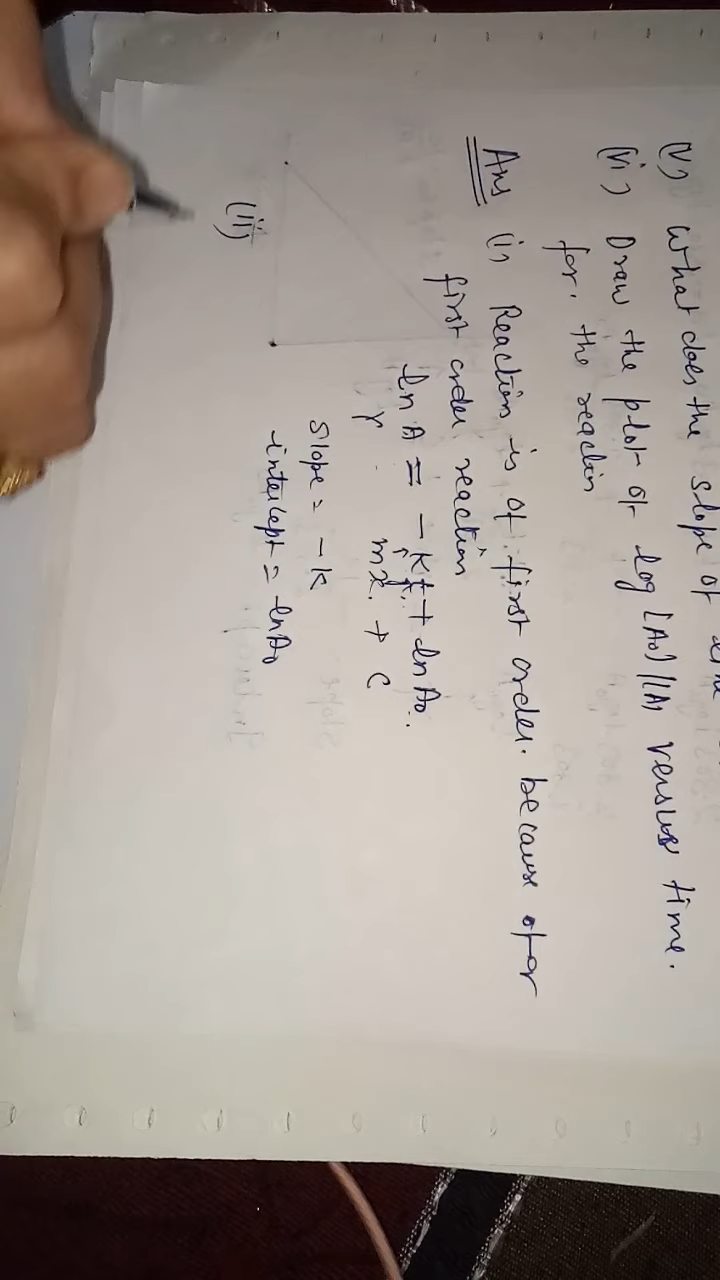 (v) what does the slope of
(vi) Draw the plot of log [A₀] / [A] versus time.
for, the reaction
Ans (i) Reaction is of first order. because of or
first order reaction
ln A = - kt + ln A₀.
y mx + c
Slope = - k
intercept = ln A₀
(ii)